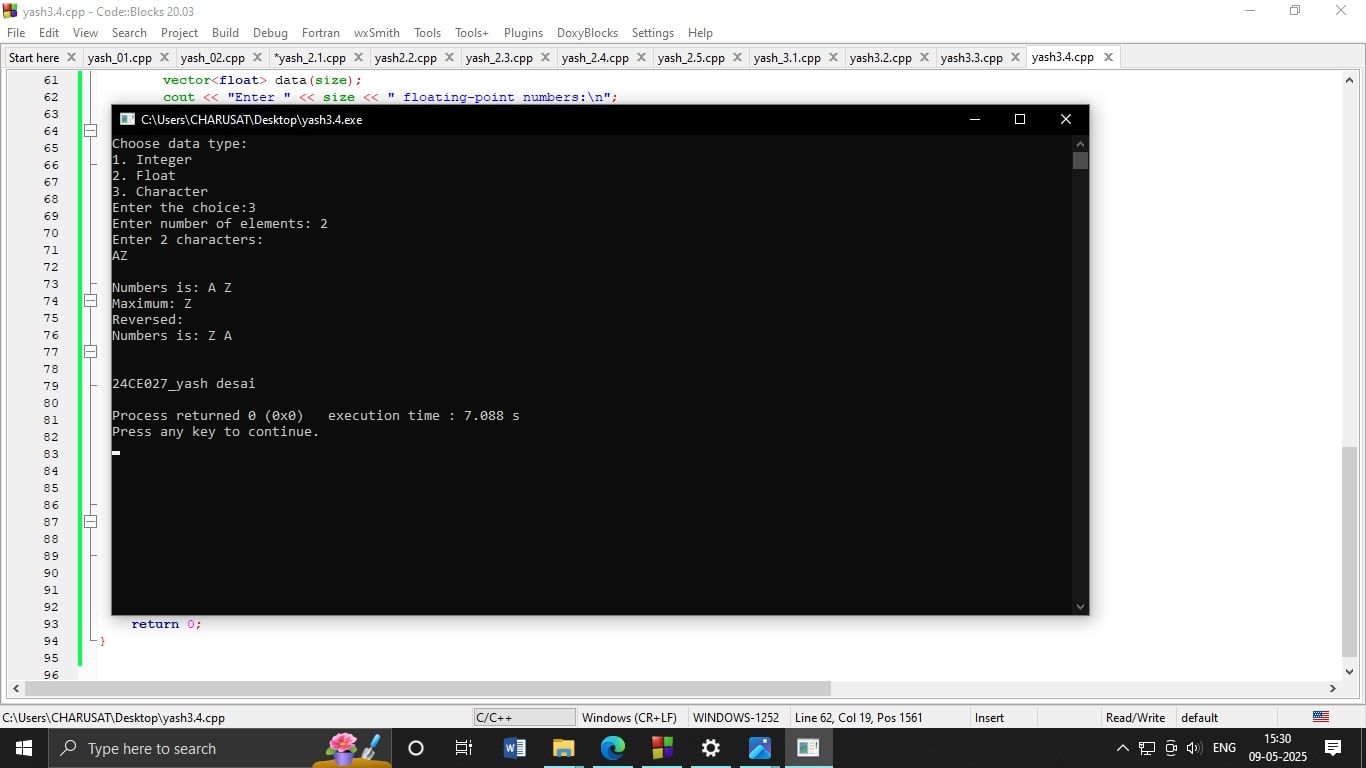 yash3.4.cpp - Code::Blocks 20.03
File Edit View Search Project Build Debug Fortran wxSmith Tools Tools+ Plugins DoxyBlocks Settings Help
Start here yash_01.cpp yash_02.cpp *yash_2.1.cpp yash2.2.cpp yash_2.3.cpp yash_2.4.cpp yash_2.5.cpp yash_3.1.cpp yash3.2.cpp yash3.3.cpp yash3.4.cpp
61 vector<float> data(size);
62 cout << "Enter " << size << " floating-point numbers:\n";
63
64
65
66
67
68
69
70
71
72
73
74
75
76
77
78
79
80
81
82
83
84
85
86
87
88
89
90
91
92
93 return 0;
94 }
95
96
C:\Users\CHARUSAT\Desktop\yash3.4.exe
Choose data type:
1. Integer
2. Float
3. Character
Enter the choice:3
Enter number of elements: 2
Enter 2 characters:
AZ
Numbers is: A Z
Maximum: Z
Reversed:
Numbers is: Z A
24CE027_yash desai
Process returned 0 (0x0)   execution time : 7.088 s
Press any key to continue.
C:\Users\CHARUSAT\Desktop\yash3.4.cpp C/C++ Windows (CR+LF) WINDOWS-1252 Line 62, Col 19, Pos 1561 Insert Read/Write default
Type here to search
ENG
15:30
09-05-2025